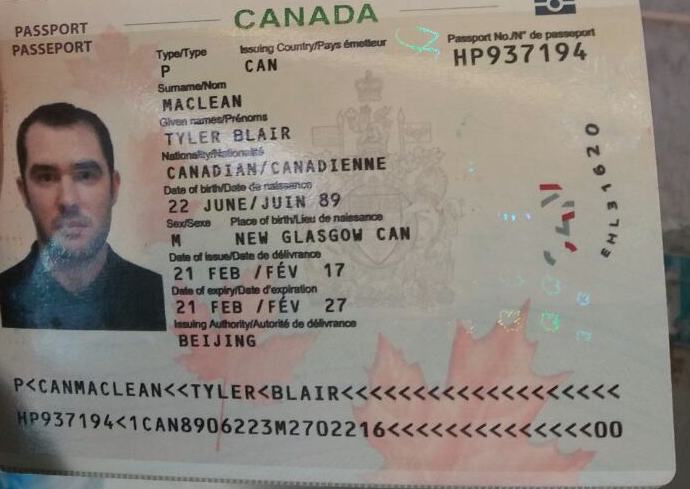 CANADA
PASSPORT
PASSEPORT
Type/Type Issuing Country/Pays émetteur Passport No./N° de passeport
P CAN HP937194
Surname/Nom
MACLEAN
Given names/Prénoms
TYLER BLAIR
Nationality/Nationalité
CANADIAN/CANADIENNE
Date of birth/Date de naissance
22 JUNE/JUIN 89
Sex/Sexe Place of birth/Lieu de naissance
M NEW GLASGOW CAN
Date of issue/Date de délivrance
21 FEB /FÉV 17
Date of expiry/Date d'expiration
21 FEB /FÉV 27
Issuing Authority/Autorité de délivrance
BEIJING
EHL31620
P<CANMACLEAN<<TYLER<BLAIR<<<<<<<<<<<<<<<<<<<
HP937194<1CAN8906223M2702216<<<<<<<<<<<<<<00